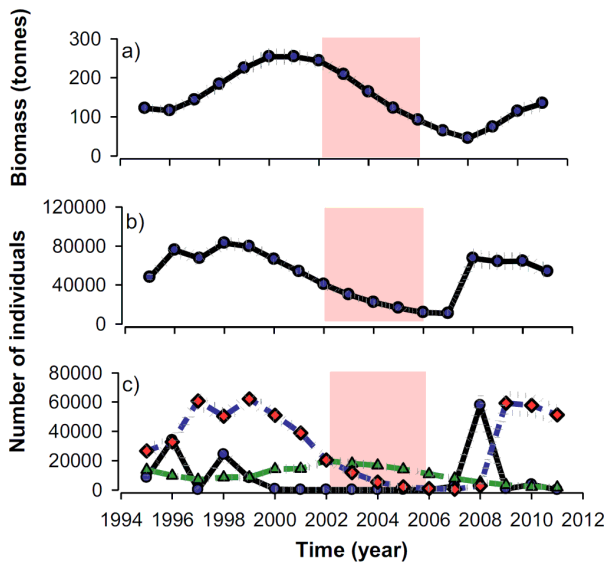 Biomass (tonnes)
a)
300
200
100
0
Number of individuals
b)
120000
80000
40000
0
c)
80000
60000
40000
20000
0
1994 1996 1998 2000 2002 2004 2006 2008 2010 2012
Time (year)